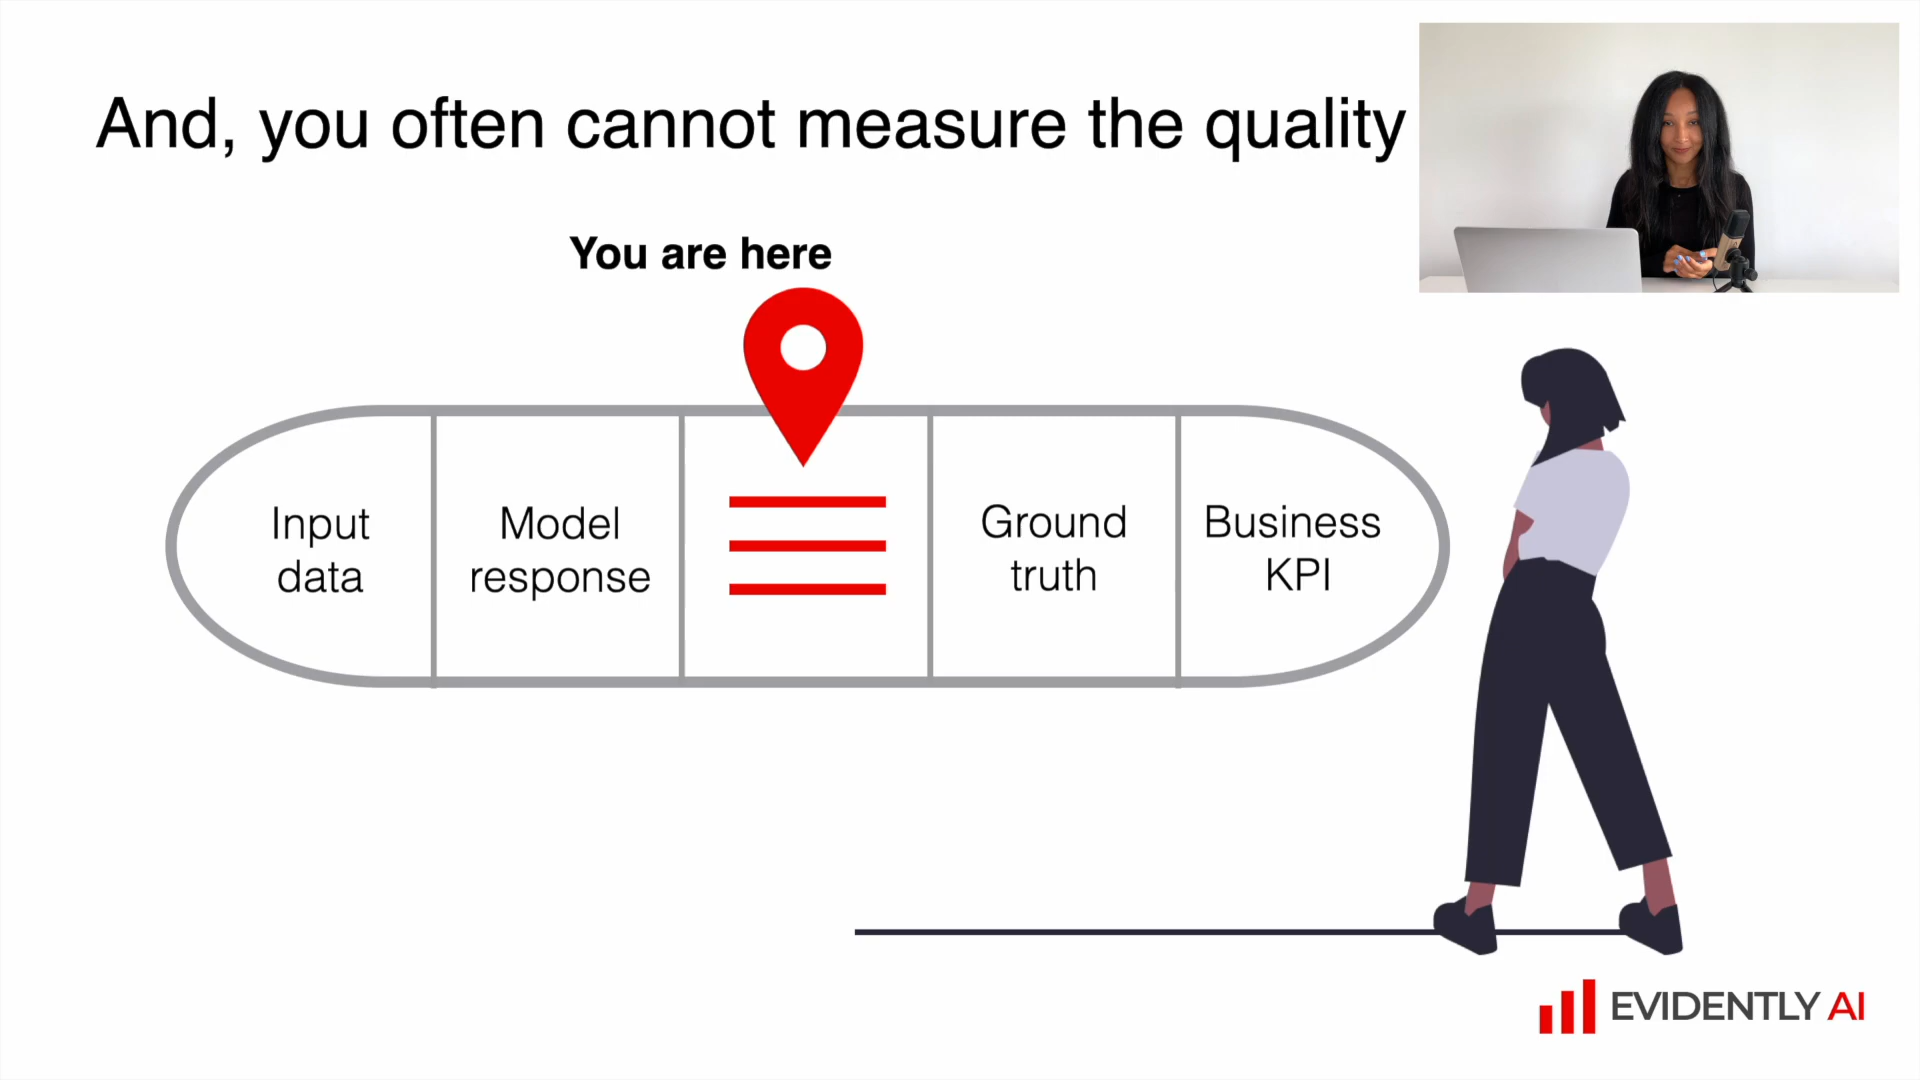 And, you often cannot measure the quality
You are here
Input
data
Model
response
Ground
truth
Business
KPI
EVIDENTLY AI